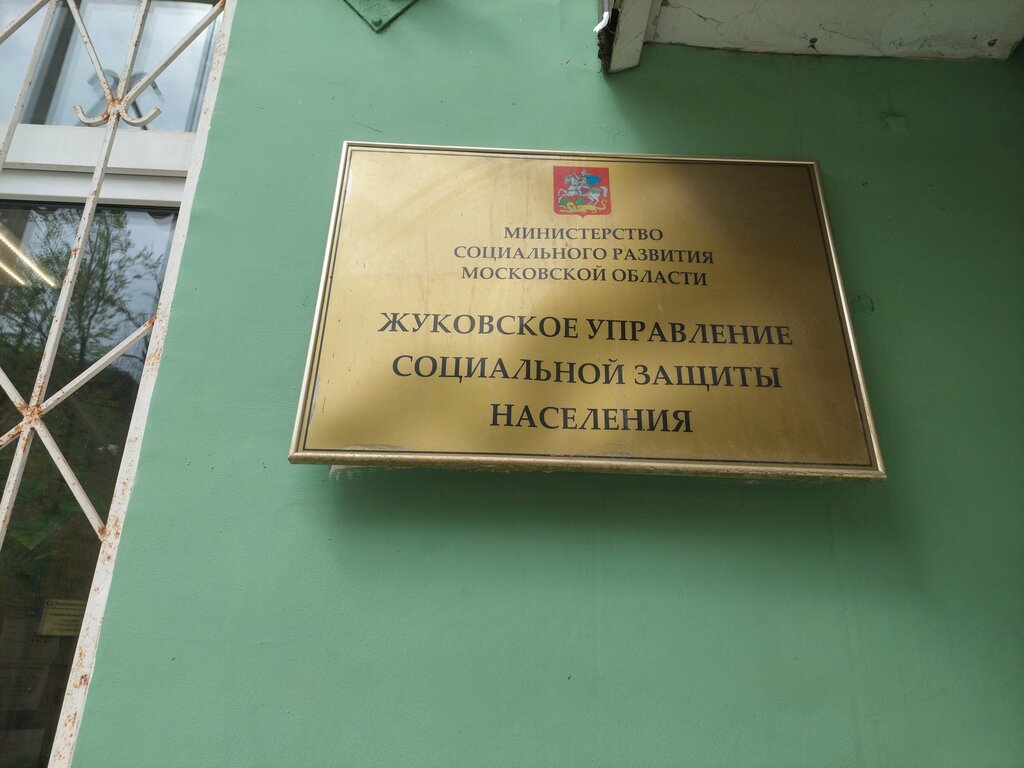 МИНИСТЕРСТВО
СОЦИАЛЬНОГО РАЗВИТИЯ
МОСКОВСКОЙ ОБЛАСТИ
ЖУКОВСКОЕ УПРАВЛЕНИЕ
СОЦИАЛЬНОЙ ЗАЩИТЫ
НАСЕЛЕНИЯ